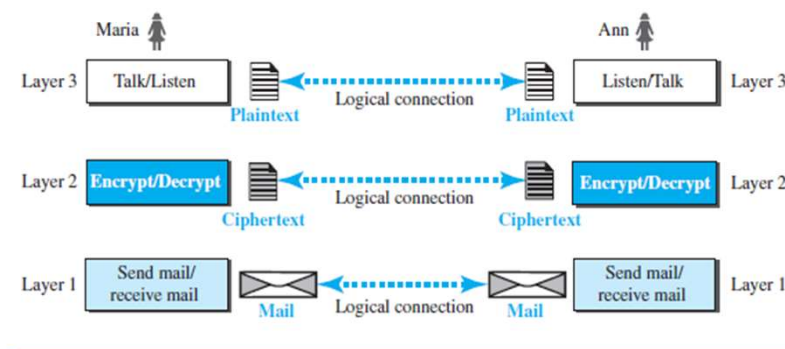 Maria
Ann
Layer 3
Talk/Listen
Plaintext
Logical connection
Plaintext
Listen/Talk
Layer 3
Layer 2
Encrypt/Decrypt
Ciphertext
Logical connection
Ciphertext
Encrypt/Decrypt
Layer 2
Layer 1
Send mail/
receive mail
Mail
Logical connection
Mail
Send mail/
receive mail
Layer 1